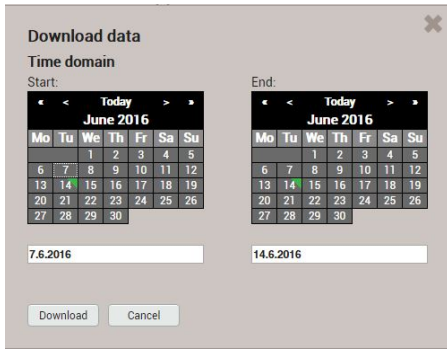 Download data
Time domain
Start:
« < Today > »
June 2016
Mo Tu We Th Fr Sa Su
1 2 3 4 5
6 7 8 9 10 11 12
13 14 15 16 17 18 19
20 21 22 23 24 25 26
27 28 29 30
7.6.2016
End:
« < Today > »
June 2016
Mo Tu We Th Fr Sa Su
1 2 3 4 5
6 7 8 9 10 11 12
13 14 15 16 17 18 19
20 21 22 23 24 25 26
27 28 29 30
14.6.2016
Download Cancel